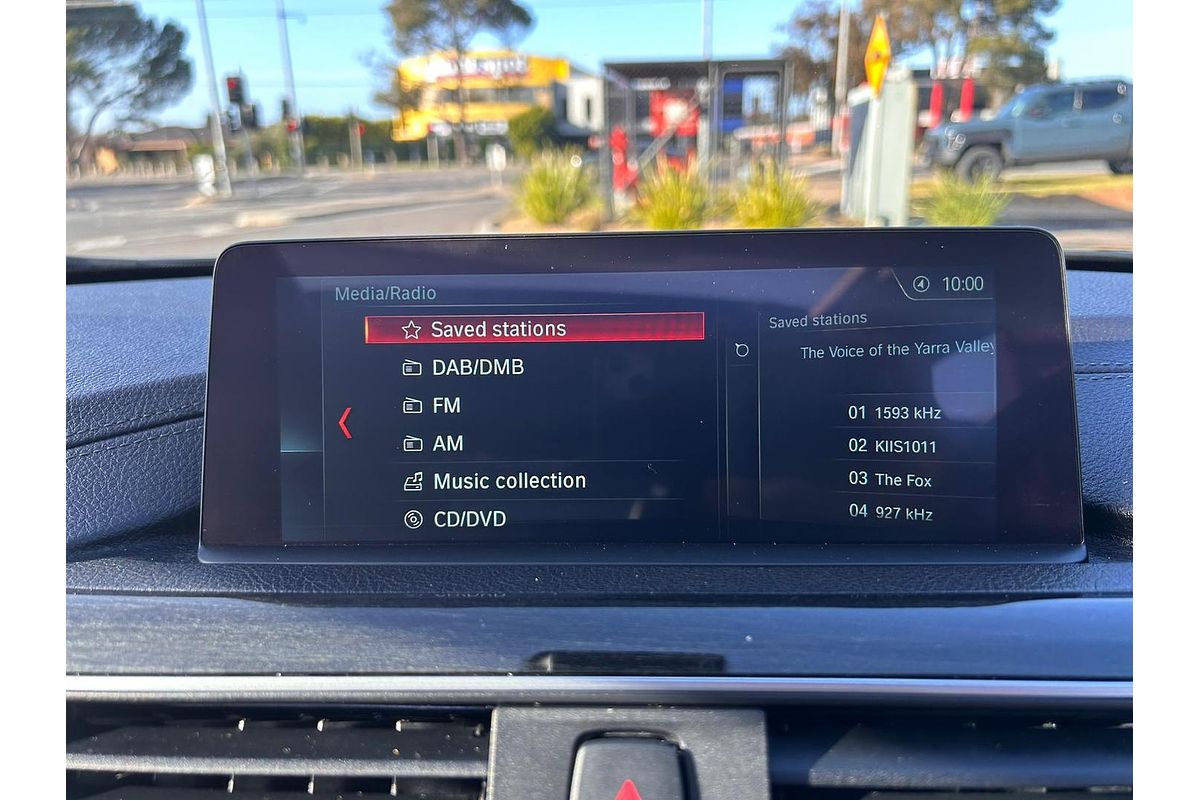 Media/Radio
10:00
Saved stations
DAB/DMB
FM
AM
Music collection
CD/DVD
Saved stations
The Voice of the Yarra Valley
01 1593 kHz
02 KIIS1011
03 The Fox
04 927 kHz